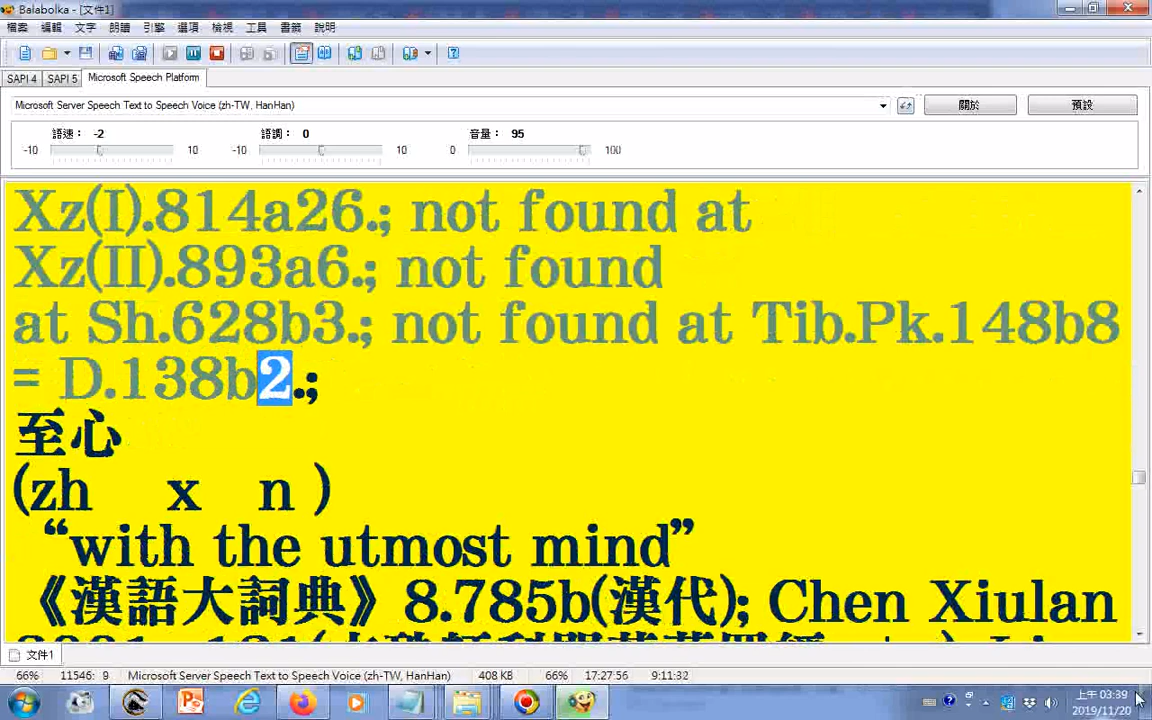 Balabolka - [文件1]
檔案 編輯 文字 朗讀 引擎 選項 檢視 工具 書籤 說明
SAPI 4 SAPI 5 Microsoft Speech Platform
Microsoft Server Speech Text to Speech Voice (zh-TW, HanHan) 關於 預設
語速： -2 語調： 0 音量： 95
-10 10 -10 10 0 100
Xz(I).814a26.; not found at
Xz(II).893a6.; not found
at Sh.628b3.; not found at Tib.Pk.148b8
= D.138b2.;
至心
(zh x n )
“with the utmost mind”
《漢語大詞典》8.785b(漢代); Chen Xiulan
文件1
66% 11546: 9 Microsoft Server Speech Text to Speech Voice (zh-TW, HanHan) 408 KB 66% 17:27:56 9:11:32
上午 03:39
2019/11/20